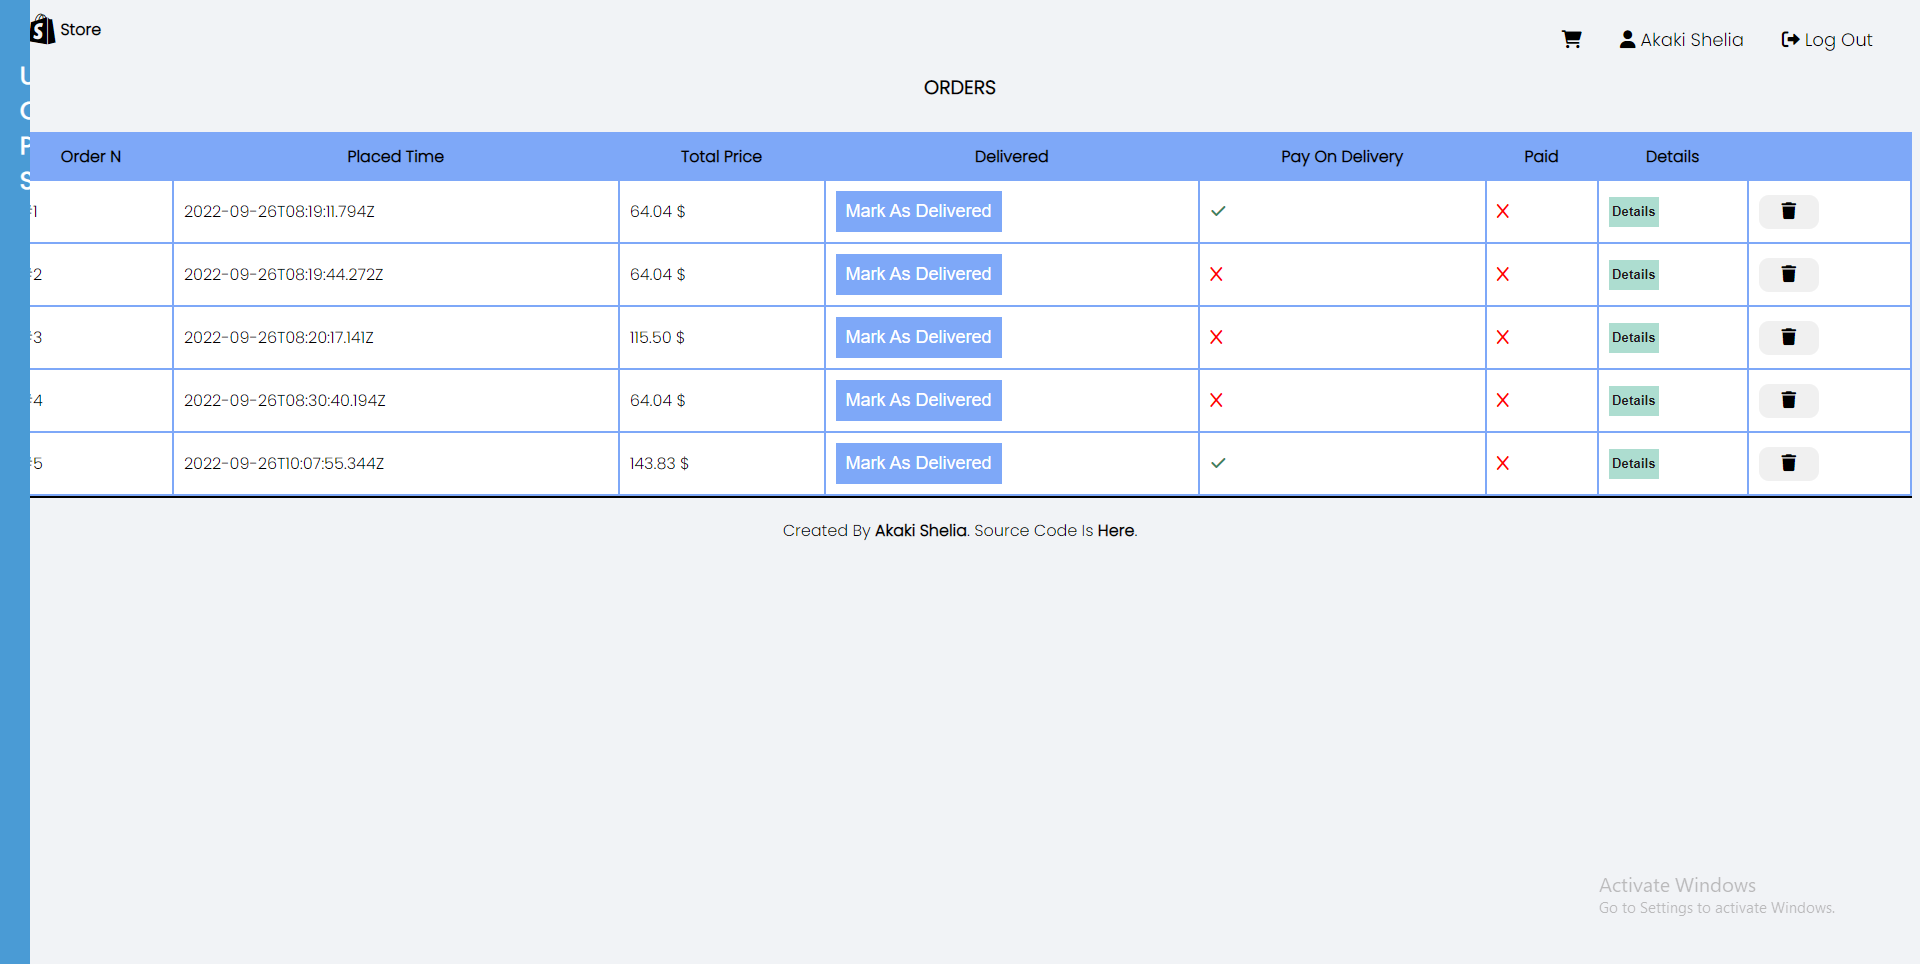 Store
Akaki Shelia
Log Out
U
P
S
ORDERS
Order N Placed Time Total Price Delivered Pay On Delivery Paid Details
#1 2022-09-26T08:19:11.794Z 64.04 $ Mark As Delivered Details
#2 2022-09-26T08:19:44.272Z 64.04 $ Mark As Delivered Details
#3 2022-09-26T08:20:17.141Z 115.50 $ Mark As Delivered Details
#4 2022-09-26T08:30:40.194Z 64.04 $ Mark As Delivered Details
#5 2022-09-26T10:07:55.344Z 143.83 $ Mark As Delivered Details
Created By Akaki Shelia. Source Code Is Here.
Activate Windows
Go to Settings to activate Windows.